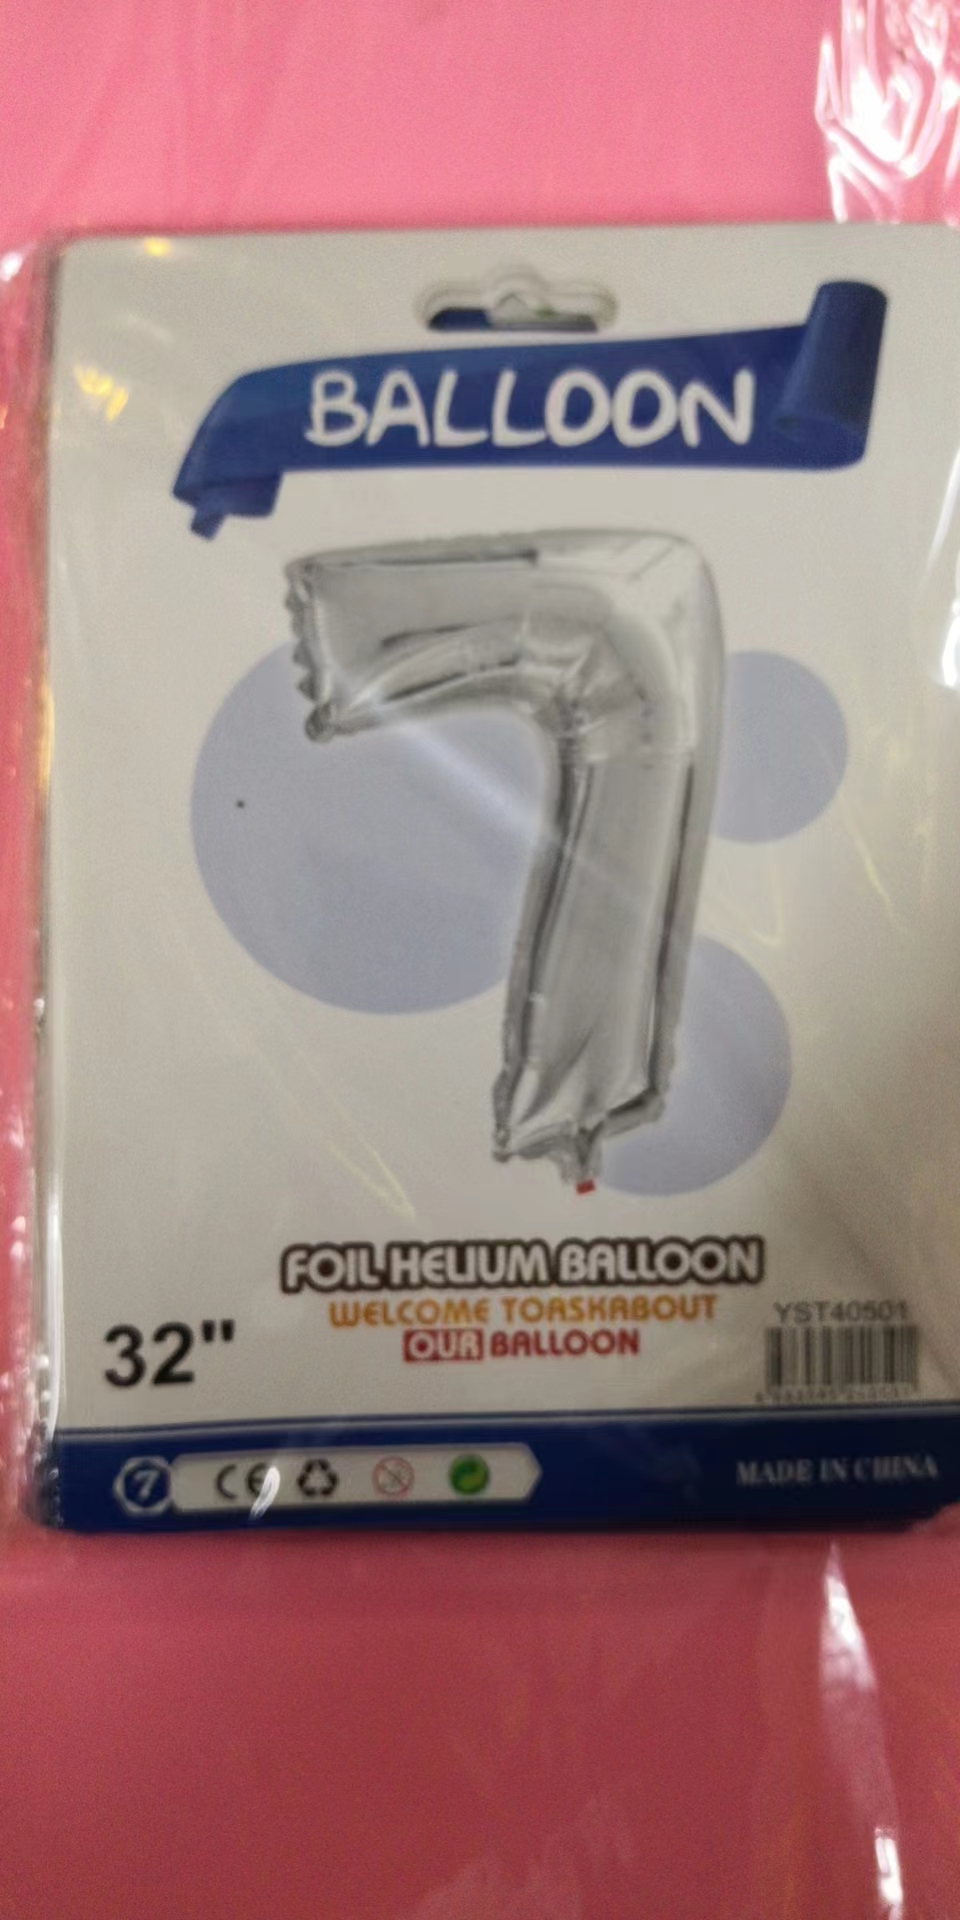 BALLOON
FOIL HELIUM BALLOON
WELCOME TOASKABOUT
OUR BALLOON
32"
YST40501
7
CE
MADE IN CHINA